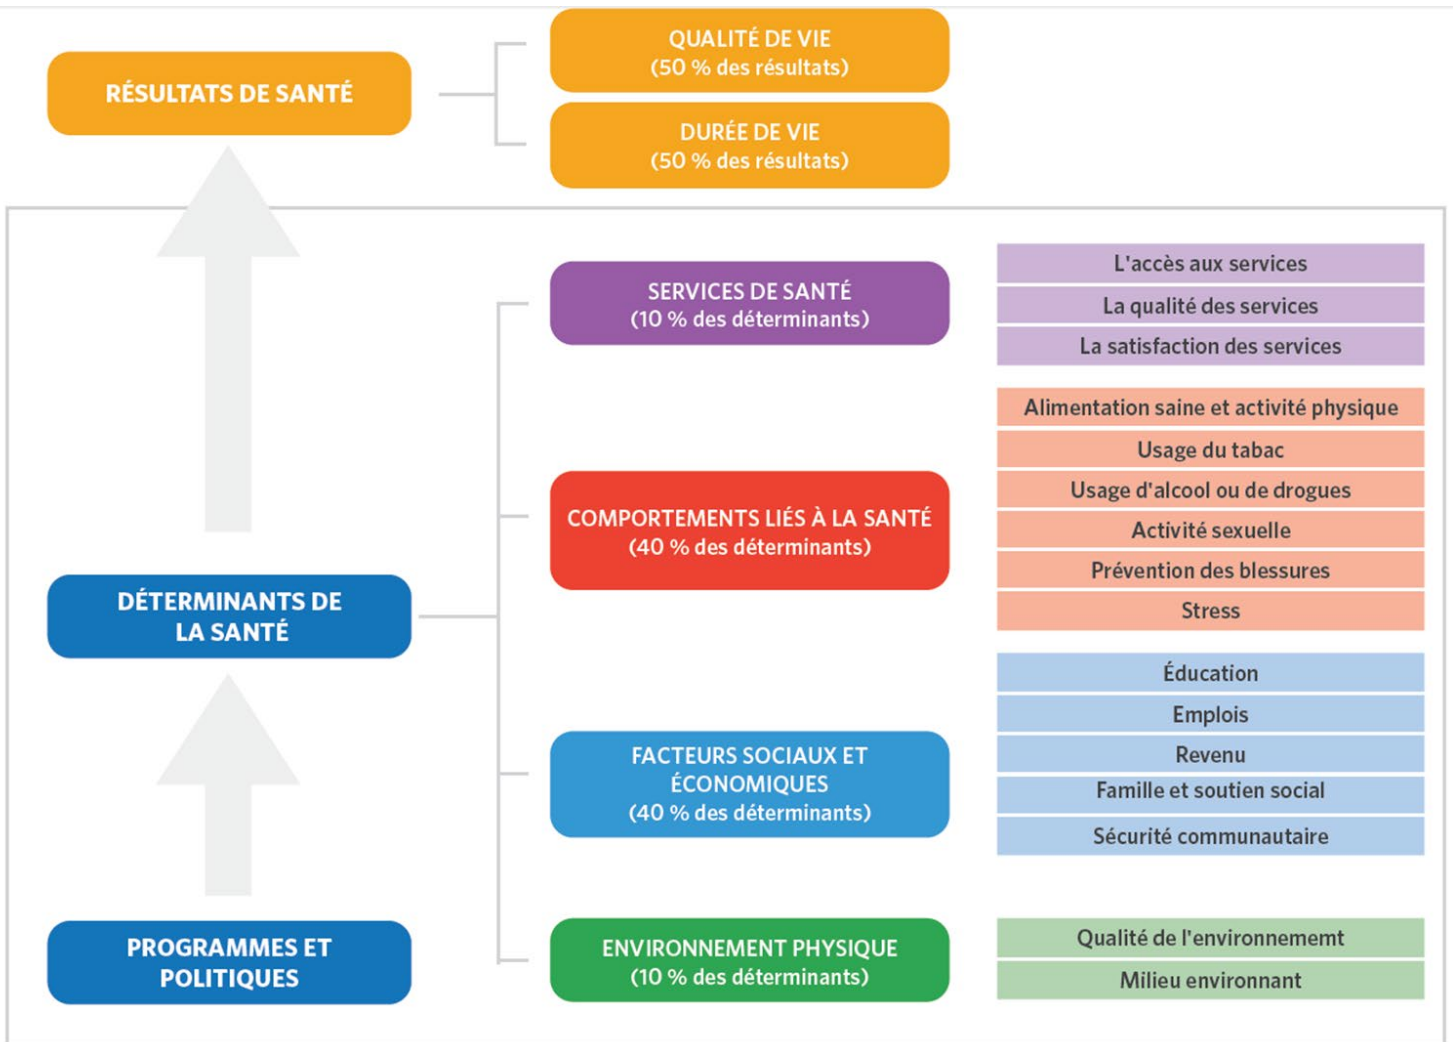 RÉSULTATS DE SANTÉ
QUALITÉ DE VIE
(50 % des résultats)
DURÉE DE VIE
(50 % des résultats)
SERVICES DE SANTÉ
(10 % des déterminants)
L'accès aux services
La qualité des services
La satisfaction des services
COMPORTEMENTS LIÉS À LA SANTÉ
(40 % des déterminants)
Alimentation saine et activité physique
Usage du tabac
Usage d'alcool ou de drogues
Activité sexuelle
Prévention des blessures
Stress
DÉTERMINANTS DE
LA SANTÉ
FACTEURS SOCIAUX ET
ÉCONOMIQUES
(40 % des déterminants)
Éducation
Emplois
Revenu
Famille et soutien social
Sécurité communautaire
PROGRAMMES ET
POLITIQUES
ENVIRONNEMENT PHYSIQUE
(10 % des déterminants)
Qualité de l'environnememt
Milieu environnant